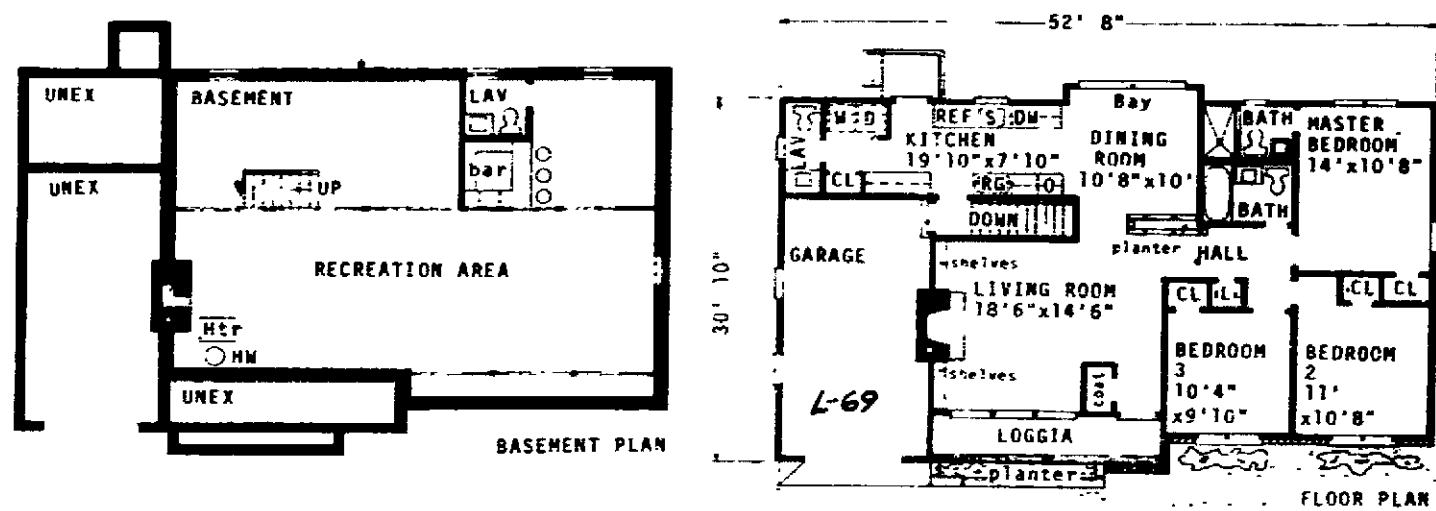 UNEX
BASEMENT
LAV
UNEX
bar
UP
RECREATION AREA
Htr
HW
UNEX
BASEMENT PLAN
52' 8"
30' 10"
Bay
LAV
W D
REF S DW
KITCHEN
19'10"x7'10"
DINING
ROOM
10'8"x10'
BATH
MASTER
BEDROOM
14'x10'8"
CL
RG O
BATH
DOWN
planter
HALL
GARAGE
shelves
LIVING ROOM
18'6"x14'6"
CL
L
CL
CL
shelves
coat
BEDROOM
3
10'4"
x9'10"
BEDROOM
2
11'
x10'8"
L-69
LOGGIA
planter
FLOOR PLAN